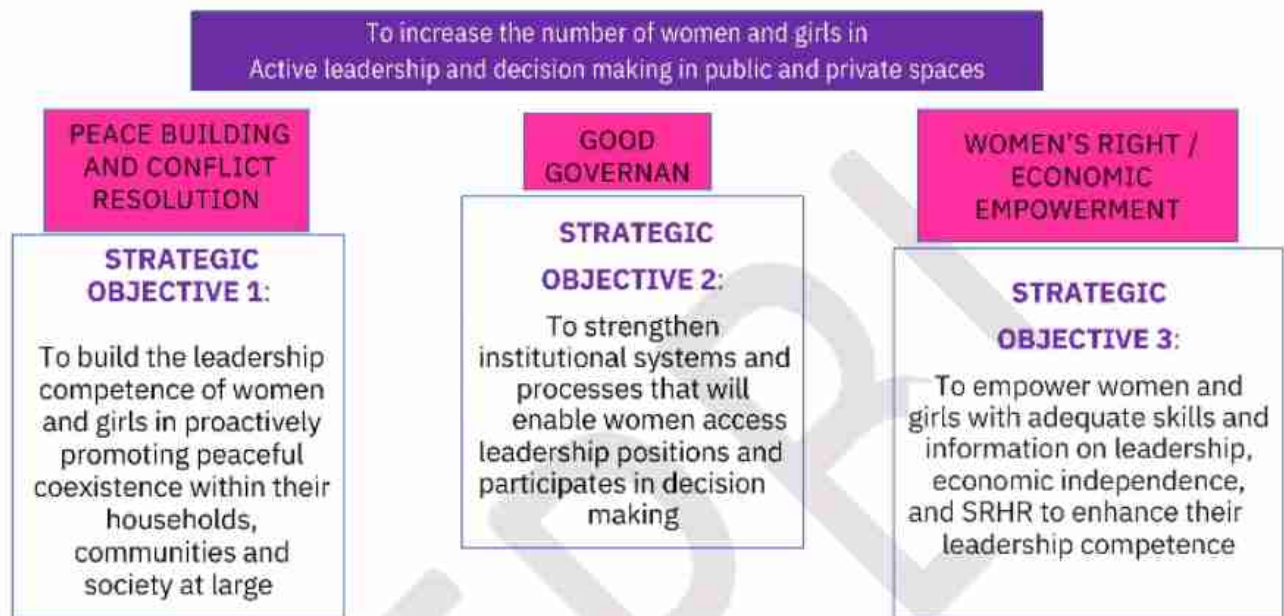 To increase the number of women and girls in
Active leadership and decision making in public and private spaces
PEACE BUILDING
AND CONFLICT
RESOLUTION
STRATEGIC
OBJECTIVE 1:
To build the leadership
competence of women
and girls in proactively
promoting peaceful
coexistence within their
households,
communities and
society at large
GOOD
GOVERNAN
STRATEGIC
OBJECTIVE 2:
To strengthen
institutional systems and
processes that will
enable women access
leadership positions and
participates in decision
making
WOMEN'S RIGHT /
ECONOMIC
EMPOWERMENT
STRATEGIC
OBJECTIVE 3:
To empower women and
girls with adequate skills and
information on leadership,
economic independence,
and SRHR to enhance their
leadership competence